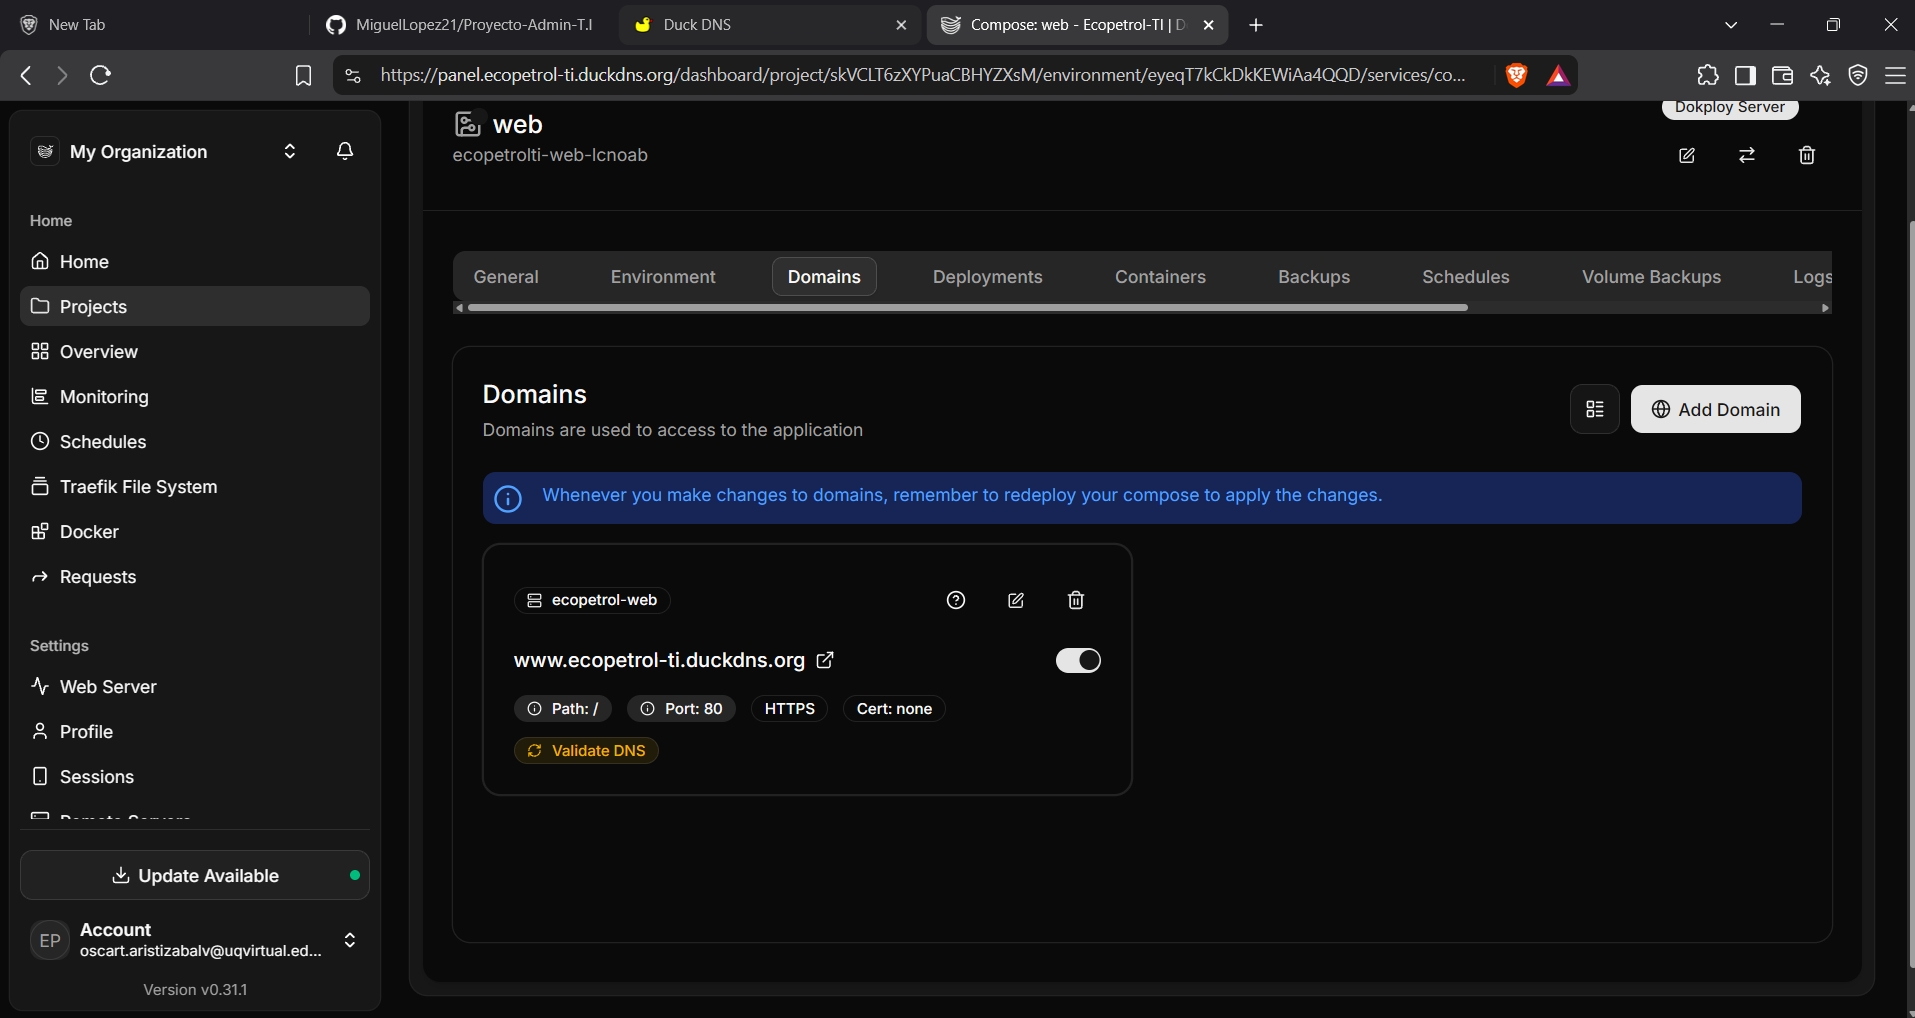 New Tab
MiguelLopez21/Proyecto-Admin-T.I
Duck DNS
Compose: web - Ecopetrol-TI | D
https://panel.ecopetrol-ti.duckdns.org/dashboard/project/skVCLT6zXYPuaCBHYZXsM/environment/eyeqT7kCkDkKEWiAa4QQD/services/co...
My Organization
Home
Home
Projects
Overview
Monitoring
Schedules
Traefik File System
Docker
Requests
Settings
Web Server
Profile
Sessions
Remote Servers
Update Available
EP
Account
oscart.aristizabalv@uqvirtual.ed...
Version v0.31.1
web
Dokploy Server
ecopetrolti-web-lcnoab
General
Environment
Domains
Deployments
Containers
Backups
Schedules
Volume Backups
Logs
Domains
Domains are used to access to the application
Add Domain
Whenever you make changes to domains, remember to redeploy your compose to apply the changes.
ecopetrol-web
www.ecopetrol-ti.duckdns.org
Path: /
Port: 80
HTTPS
Cert: none
Validate DNS